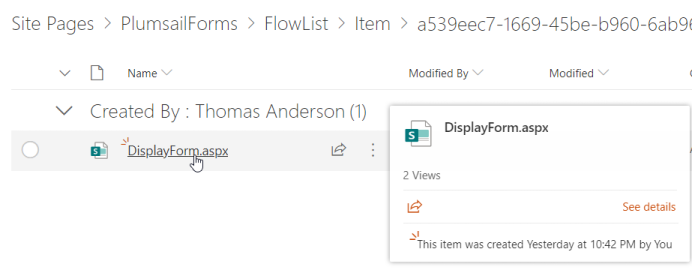 Site Pages > PlumsailForms > FlowList > Item > a539eec7-1669-45be-b960-6ab96
Name Modified By Modified
Created By : Thomas Anderson (1)
DisplayForm.aspx
DisplayForm.aspx
2 Views
See details
This item was created Yesterday at 10:42 PM by You